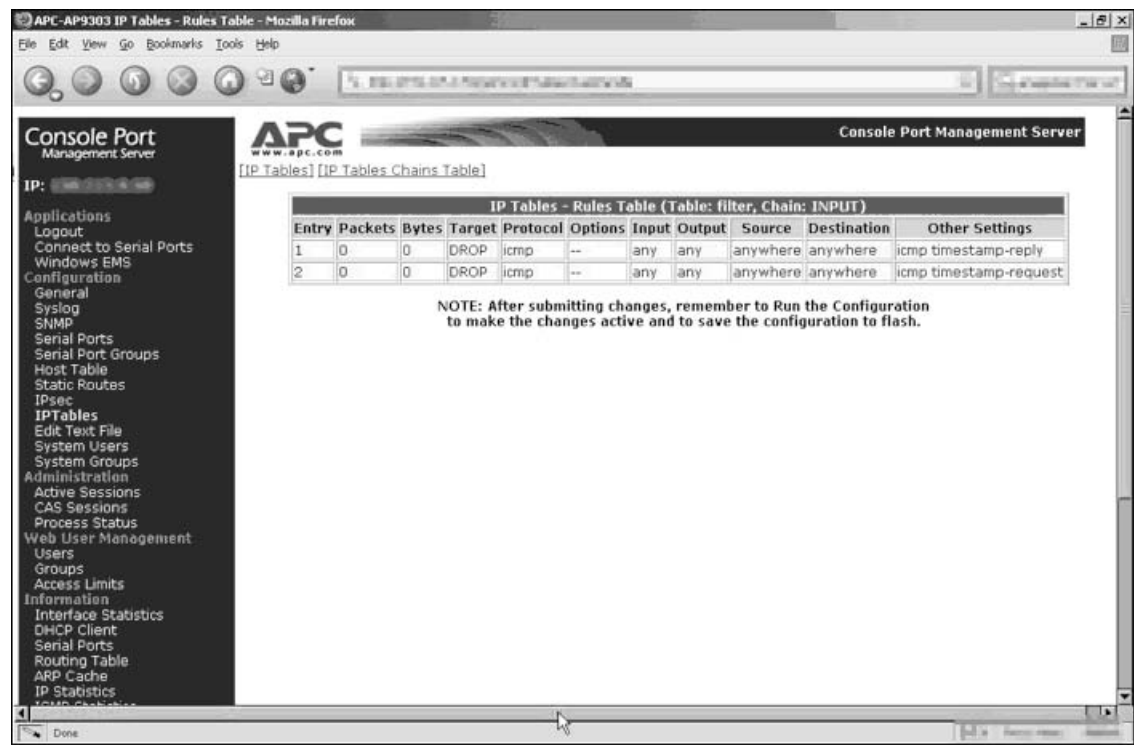 APC-AP9303 IP Tables - Rules Table - Mozilla Firefox
File Edit View Go Bookmarks Tools Help
Console Port
Management Server
IP:
Applications
Logout
Connect to Serial Ports
Windows EMS
Configuration
General
Syslog
SNMP
Serial Ports
Serial Port Groups
Host Table
Static Routes
IPsec
IPTables
Edit Text File
System Users
System Groups
Administration
Active Sessions
CAS Sessions
Process Status
Web User Management
Users
Groups
Access Limits
Information
Interface Statistics
DHCP Client
Serial Ports
Routing Table
ARP Cache
IP Statistics
APC
www.apc.com
Console Port Management Server
[IP Tables] [IP Tables Chains Table]
IP Tables - Rules Table (Table: filter, Chain: INPUT)
Entry Packets Bytes Target Protocol Options Input Output Source Destination Other Settings
1 0 0 DROP icmp -- any any anywhere anywhere icmp timestamp-reply
2 0 0 DROP icmp -- any any anywhere anywhere icmp timestamp-request
NOTE: After submitting changes, remember to Run the Configuration
to make the changes active and to save the configuration to flash.
Done